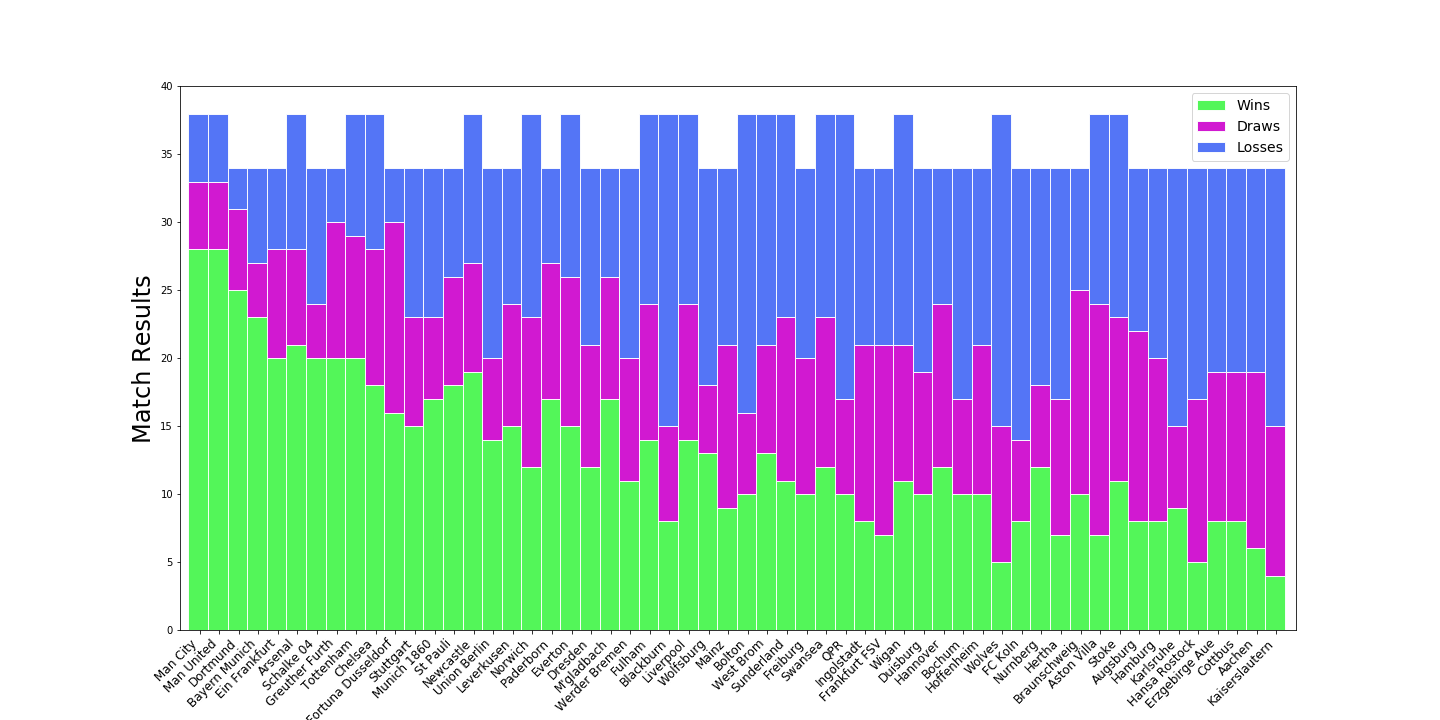 Wins
Draws
Losses
Match Results
40
35
30
25
20
15
10
5
0
Man City
Man United
Dortmund
Bayern Munich
Ein Frankfurt
Arsenal
Schalke 04
Greuther Furth
Tottenham
Chelsea
Fortuna Dusseldorf
Stuttgart
Munich 1860
St Pauli
Newcastle
Union Berlin
Leverkusen
Norwich
Paderborn
Everton
Dresden
M'gladbach
Werder Bremen
Fulham
Blackburn
Liverpool
Wolfsburg
Mainz
Bolton
West Brom
Sunderland
Freiburg
Swansea
QPR
Ingolstadt
Frankfurt FSV
Wigan
Duisburg
Hannover
Bochum
Hoffenheim
Wolves
FC Koln
Nurnberg
Hertha
Braunschweig
Aston Villa
Stoke
Augsburg
Hamburg
Karlsruhe
Hansa Rostock
Erzgebirge Aue
Cottbus
Aachen
Kaiserslautern